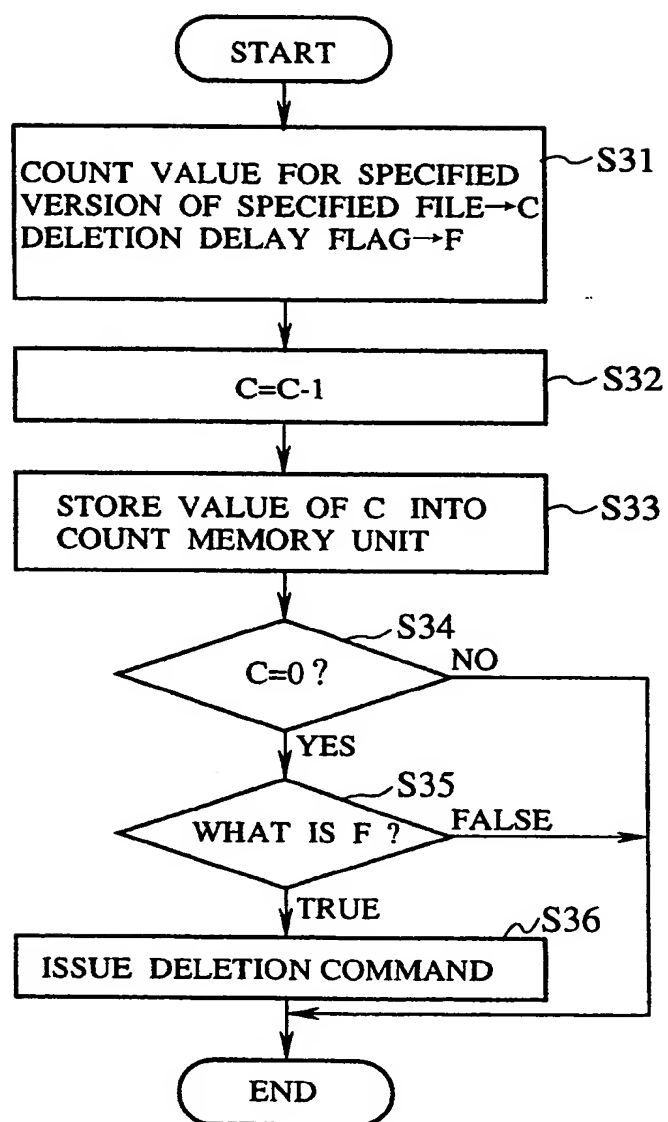 START
COUNT VALUE FOR SPECIFIED
VERSION OF SPECIFIED FILE→C
DELETION DELAY FLAG→F
S31
C=C-1
S32
STORE VALUE OF C INTO
COUNT MEMORY UNIT
S33
S34
C=0?
NO
YES
S35
WHAT IS F ?
FALSE
TRUE
S36
ISSUE DELETION COMMAND
END